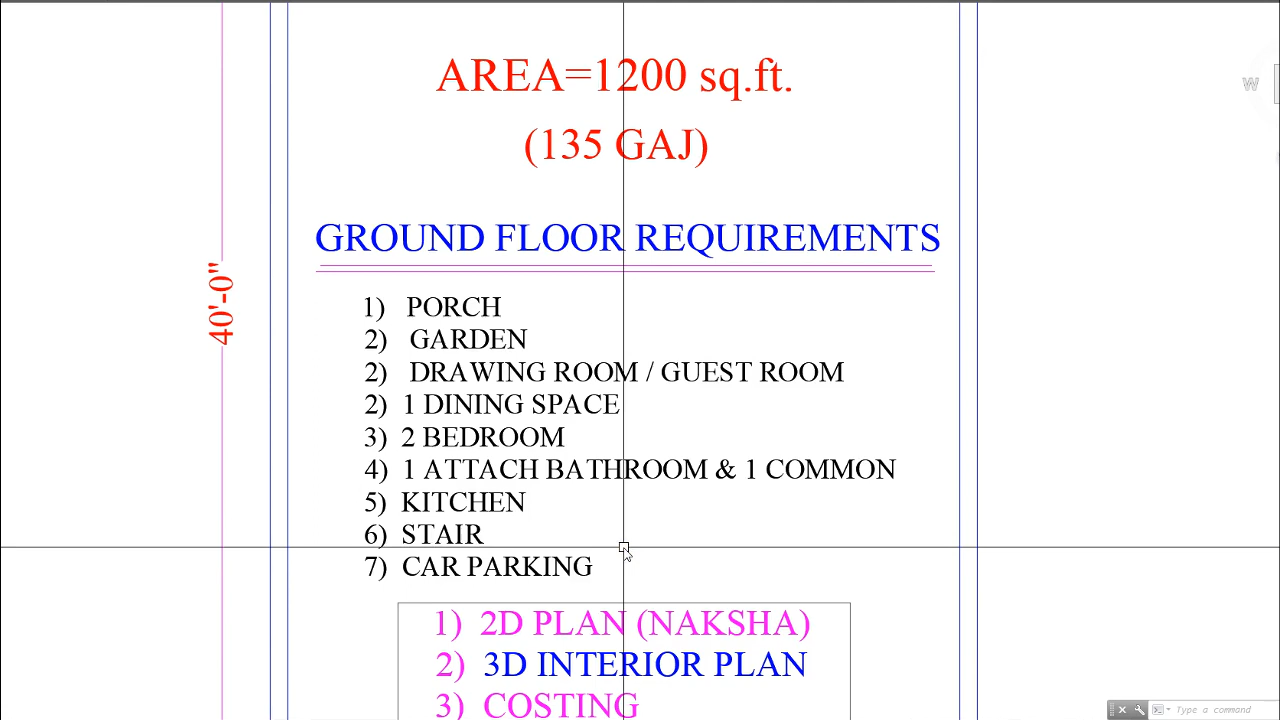 AREA=1200 sq.ft.
(135 GAJ)
W
GROUND FLOOR REQUIREMENTS
40'-0"
1) PORCH
2) GARDEN
2) DRAWING ROOM / GUEST ROOM
2) 1 DINING SPACE
3) 2 BEDROOM
4) 1 ATTACH BATHROOM & 1 COMMON
5) KITCHEN
6) STAIR
7) CAR PARKING
1) 2D PLAN (NAKSHA)
2) 3D INTERIOR PLAN
3) COSTING
Type a command